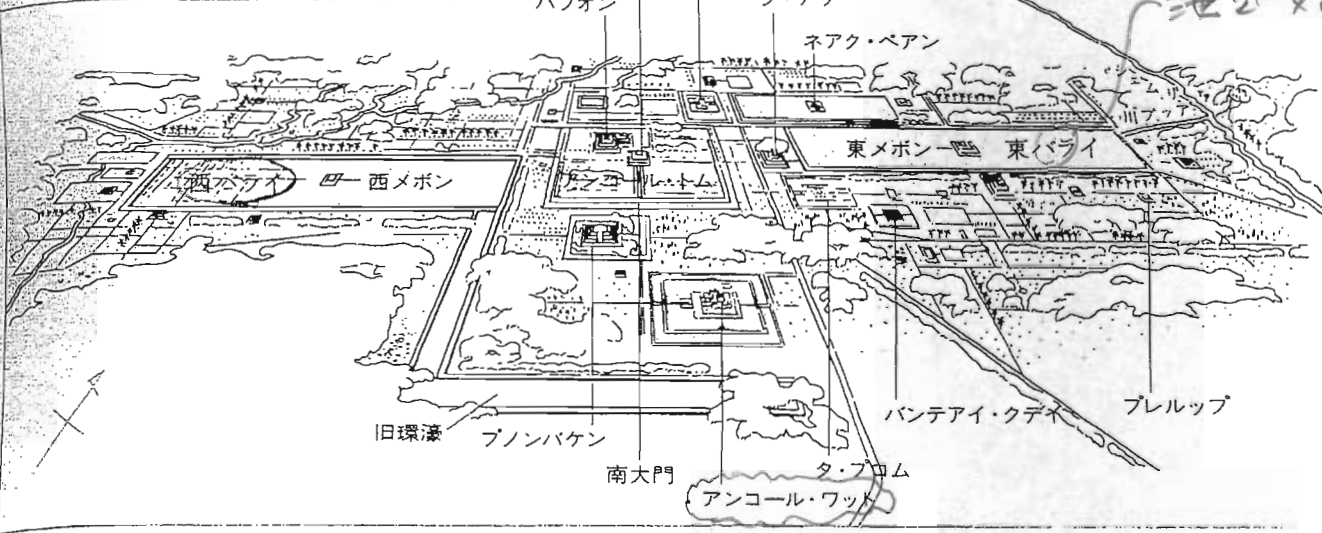 ネアク・ペアン
東メボン
東バライ
西バライ
西メボン
アンコール・トム
旧環濠
プノンバケン
南大門
アンコール・ワット
タ・プロム
バンテアイ・クデイ
プレルップ